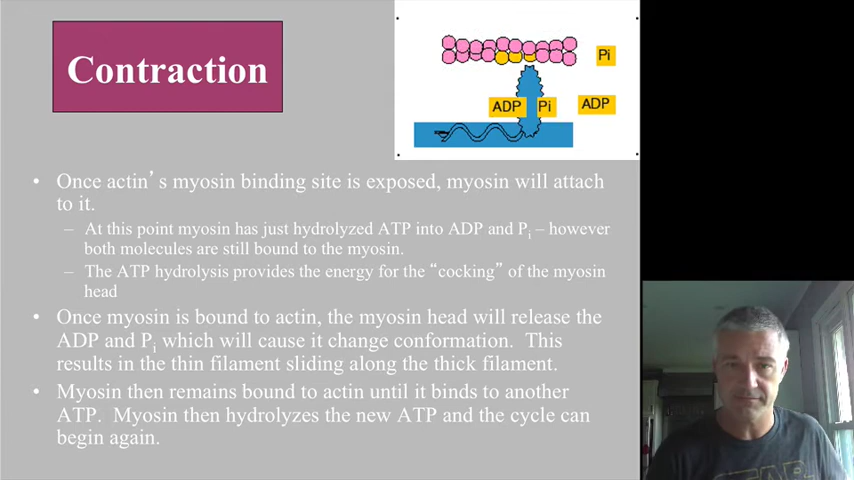 Contraction
Pi
ADP Pi ADP
• Once actin's myosin binding site is exposed, myosin will attach
to it.
– At this point myosin has just hydrolyzed ATP into ADP and Pi – however
both molecules are still bound to the myosin.
– The ATP hydrolysis provides the energy for the “cocking” of the myosin
head
• Once myosin is bound to actin, the myosin head will release the
ADP and Pi which will cause it change conformation. This
results in the thin filament sliding along the thick filament.
• Myosin then remains bound to actin until it binds to another
ATP. Myosin then hydrolyzes the new ATP and the cycle can
begin again.